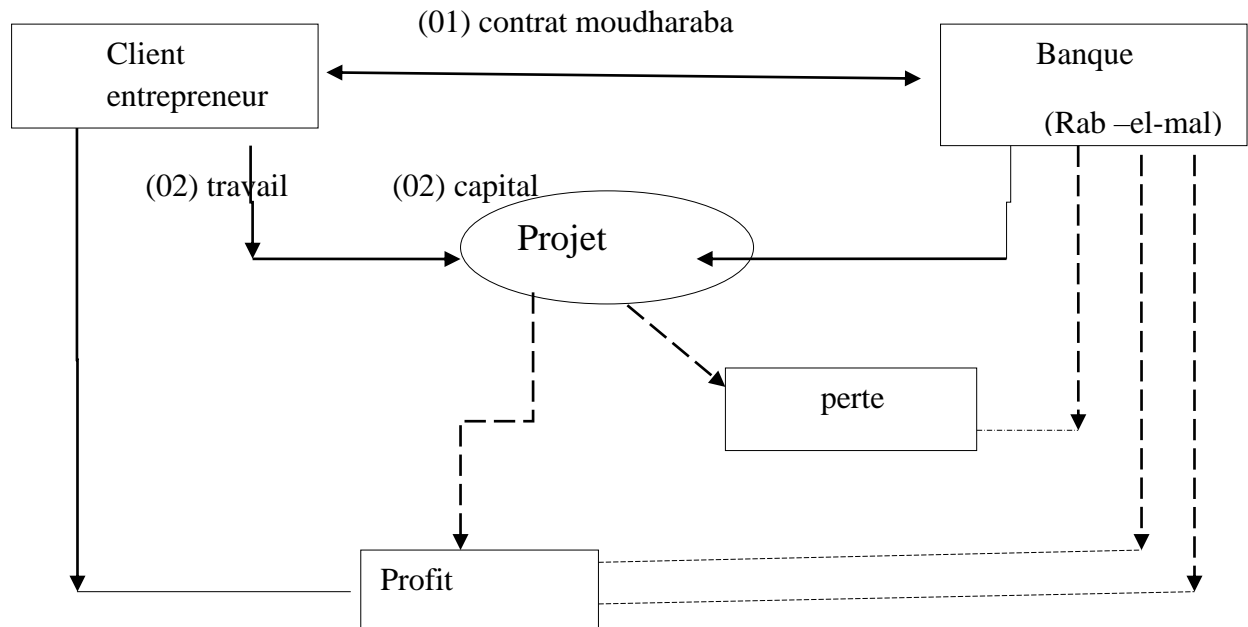 (01) contrat moudharaba
Client
entrepreneur
Banque
(Rab –el-mal)
(02) travail
(02) capital
Projet
perte
Profit